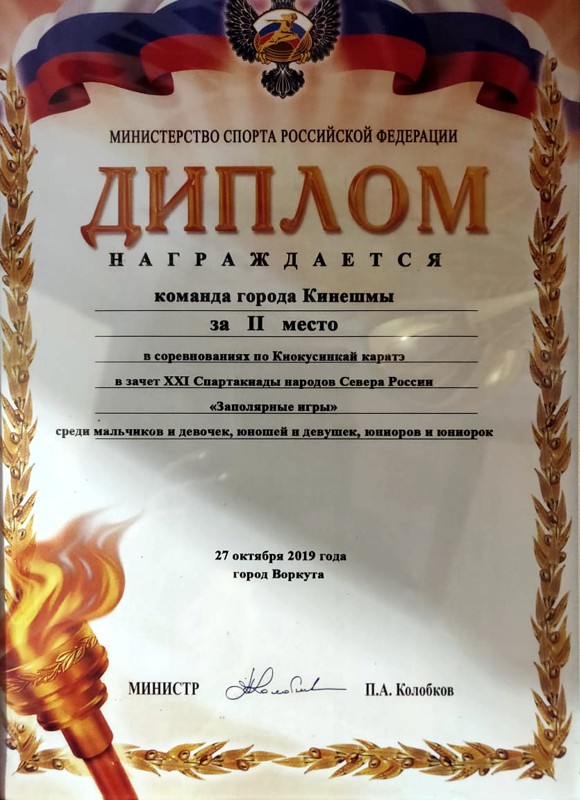 МИНИСТЕРСТВО СПОРТА РОССИЙСКОЙ ФЕДЕРАЦИИ
ДИПЛОМ
НАГРАЖДАЕТСЯ
команда города Кинешмы
за II место
в соревнованиях по Киокусинкай каратэ
в зачет XXI Спартакиады народов Севера России
«Заполярные игры»
среди мальчиков и девочек, юношей и девушек, юниоров и юниорок
27 октября 2019 года
город Воркута
МИНИСТР П.А. Колобков